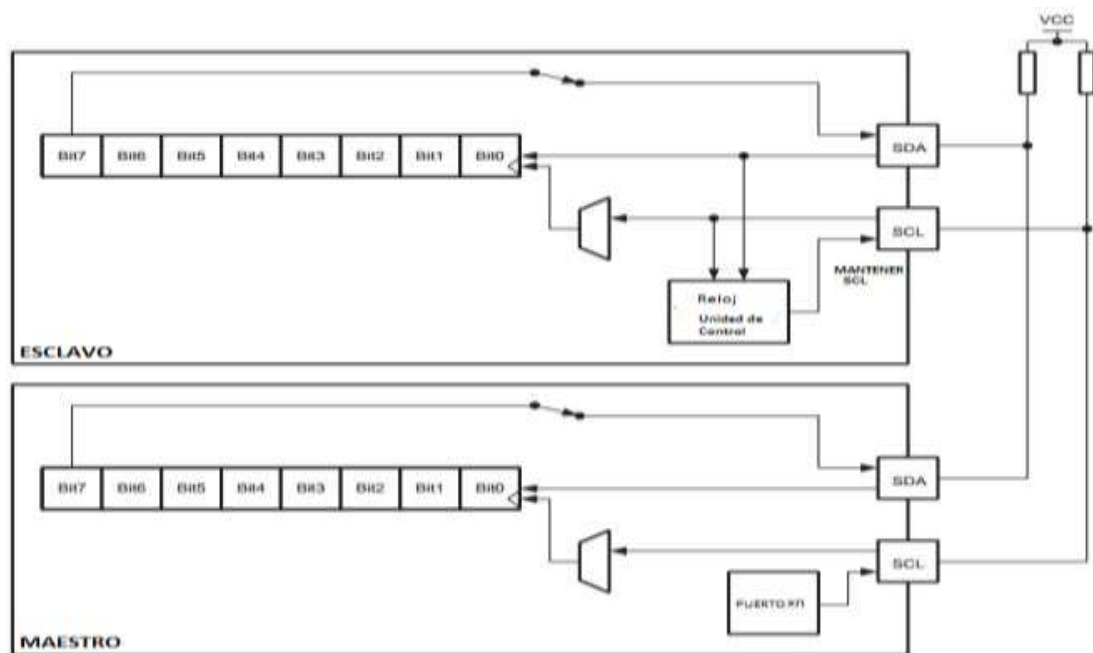 VCC
Bit7 Bit6 Bit5 Bit4 Bit3 Bit2 Bit1 Bit0
SDA
SCL
MANTENER
SCL
Reloj
Unidad de
Control
ESCLAVO
Bit7 Bit6 Bit5 Bit4 Bit3 Bit2 Bit1 Bit0
SDA
SCL
PUERTO
MAESTRO